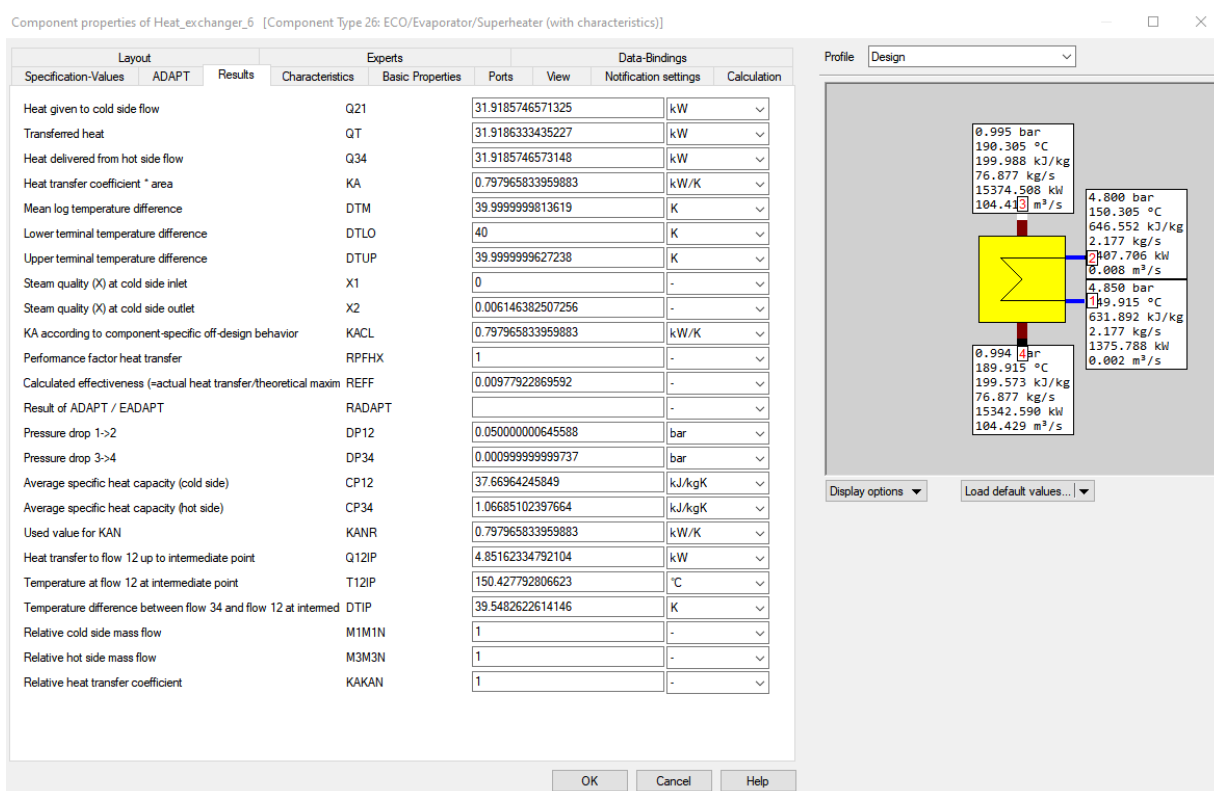 Component properties of Heat_exchanger_6 [Component Type 26: ECO/Evaporator/Superheater (with characteristics)]
Layout Experts Data-Bindings
Specification-Values ADAPT Results Characteristics Basic Properties Ports View Notification settings Calculation
Heat given to cold side flow Q21 31.9185746571325 kW
Transferred heat QT 31.9186333435227 kW
Heat delivered from hot side flow Q34 31.9185746573148 kW
Heat transfer coefficient * area KA 0.797965833959883 kW/K
Mean log temperature difference DTM 39.9999999813619 K
Lower terminal temperature difference DTLO 40 K
Upper terminal temperature difference DTUP 39.9999999627238 K
Steam quality (X) at cold side inlet X1 0 -
Steam quality (X) at cold side outlet X2 0.006146382507256 -
KA according to component-specific off-design behavior KACL 0.797965833959883 kW/K
Performance factor heat transfer RPFHX 1 -
Calculated effectiveness (=actual heat transfer/theoretical maxim REFF 0.00977922869592 -
Result of ADAPT / EADAPT RADAPT -
Pressure drop 1->2 DP12 0.050000000645588 bar
Pressure drop 3->4 DP34 0.000999999999737 bar
Average specific heat capacity (cold side) CP12 37.66964245849 kJ/kgK
Average specific heat capacity (hot side) CP34 1.06685102397664 kJ/kgK
Used value for KAN KANR 0.797965833959883 kW/K
Heat transfer to flow 12 up to intermediate point Q12IP 4.85162334792104 kW
Temperature at flow 12 at intermediate point T12IP 150.427792806623 °C
Temperature difference between flow 34 and flow 12 at intermed DTIP 39.5482622614146 K
Relative cold side mass flow M1M1N 1 -
Relative hot side mass flow M3M3N 1 -
Relative heat transfer coefficient KAKAN 1 -
OK Cancel Help
Profile Design
0.995 bar
190.305 °C
199.988 kJ/kg
76.877 kg/s
15374.508 kW
104.413 m³/s
4.800 bar
150.305 °C
646.552 kJ/kg
2.177 kg/s
2407.706 kW
0.008 m³/s
4.850 bar
149.915 °C
631.892 kJ/kg
2.177 kg/s
1375.788 kW
0.002 m³/s
0.994 4ar
189.915 °C
199.573 kJ/kg
76.877 kg/s
15342.590 kW
104.429 m³/s
Display options Load default values...